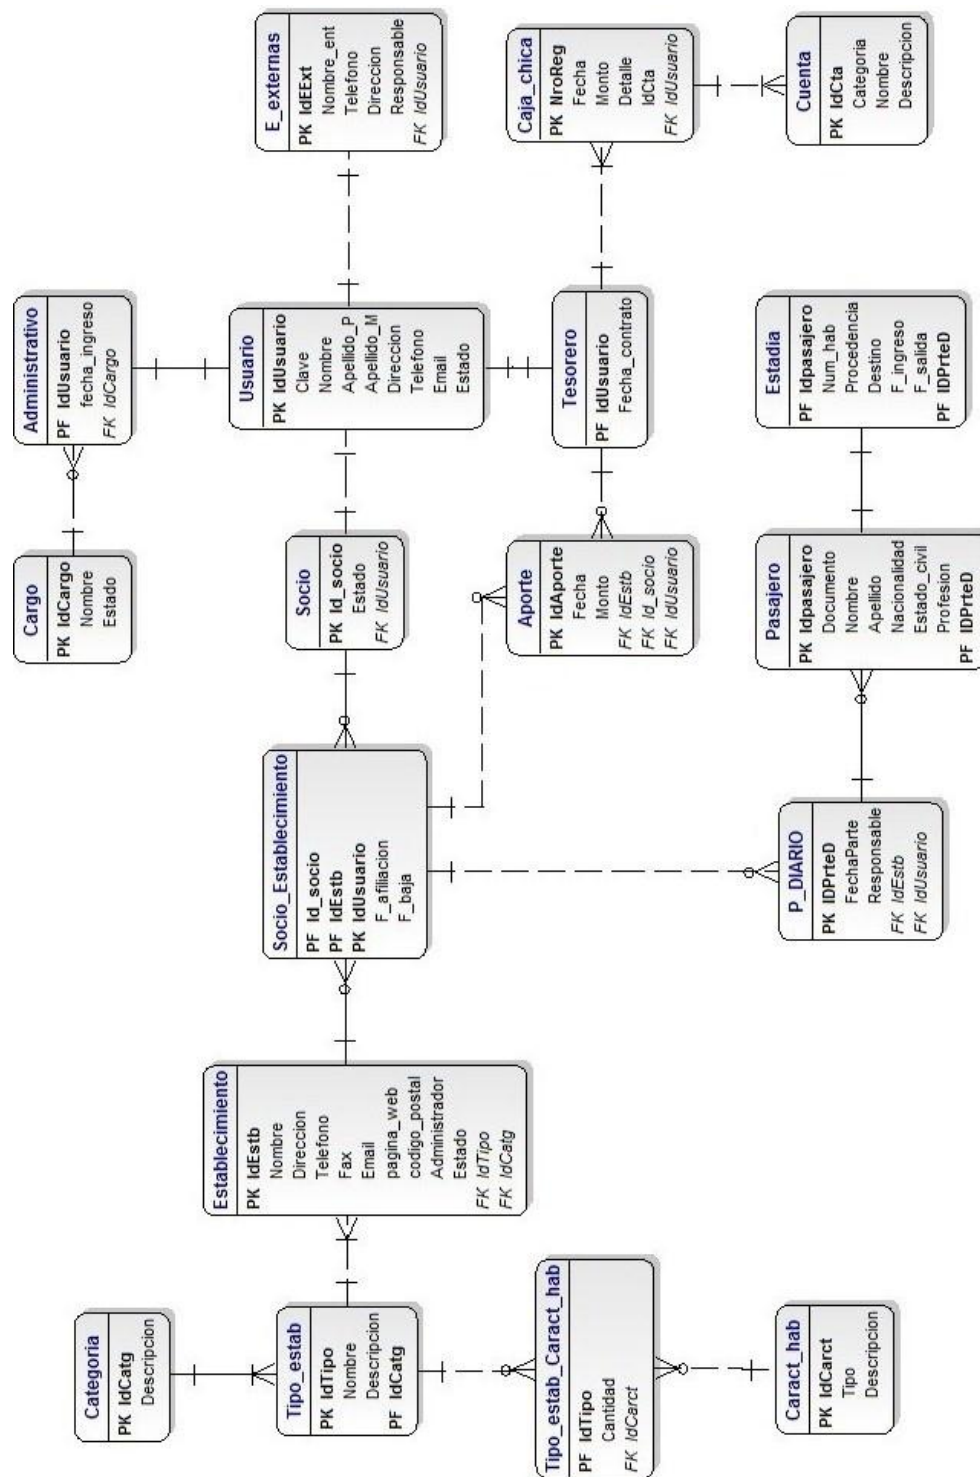 Categoria
PK IdCatg
Descripcion
Tipo_estab
PK IdTipo
Nombre
Descripcion
PF IdCatg
Tipo_estab_Caract_hab
PF IdTipo
Cantidad
FK IdCarct
Caract_hab
PK IdCarct
Tipo
Descripcion
Establecimiento
PK IdEstb
Nombre
Direccion
Telefono
Fax
Email
pagina_web
codigo_postal
Administrador
Estado
FK IdTipo
FK IdCatg
Socio_Establecimiento
PF Id_socio
PF IdEstb
PK IdUsuario
F_afiliacion
F_baja
P_DIARIO
PK IDPrteD
FechaParte
Responsable
FK IdEstb
FK IdUsuario
Cargo
PK IdCargo
Nombre
Estado
Socio
PK Id_socio
Estado
FK IdUsuario
Aporte
PK IdAporte
Fecha
Monto
FK IdEstb
FK Id_socio
FK IdUsuario
Pasajero
PK Idpasajero
Documento
Nombre
Apellido
Nacionalidad
Estado_civil
Profesion
PF IDPrteD
Administrativo
PF IdUsuario
fecha_ingreso
FK IdCargo
Usuario
PK IdUsuario
Clave
Nombre
Apellido_P
Apellido_M
Direccion
Telefono
Email
Estado
Tesorero
PF IdUsuario
Fecha_contrato
Estadia
PF Idpasajero
Num_hab
Procedencia
Destino
F_ingreso
F_salida
PF IDPrteD
E_externas
PK IdEExt
Nombre_ent
Telefono
Direccion
Responsable
FK IdUsuario
Caja_chica
PK NroReg
Fecha
Monto
Detalle
IdCta
FK IdUsuario
Cuenta
PK IdCta
Categoria
Nombre
Descripcion